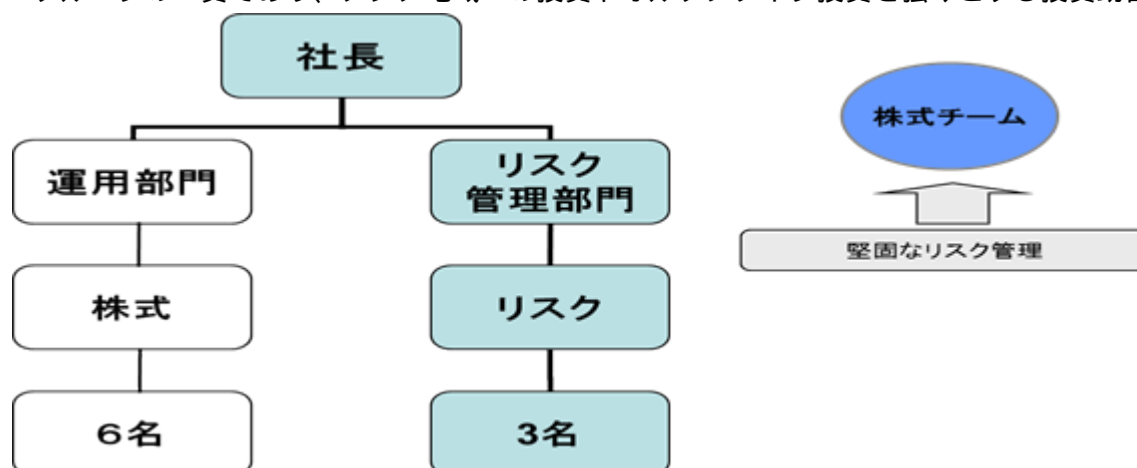 社長
運用部門
リスク
管理部門
株式
リスク
６名
3名
株式チーム
堅固なリスク管理